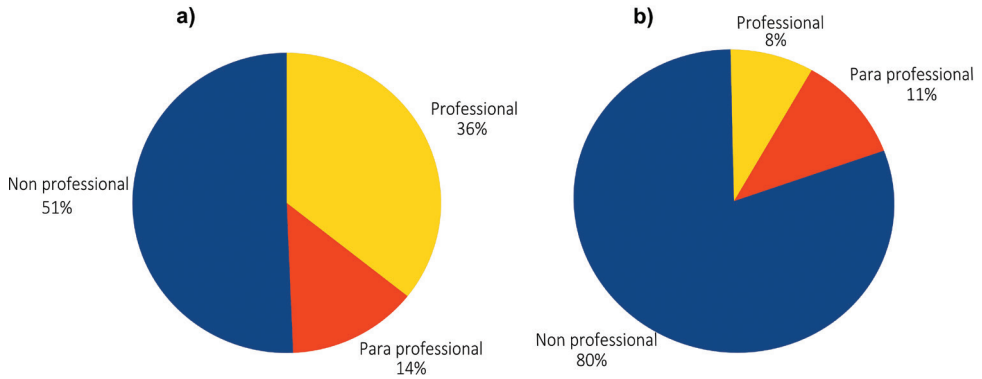 a)
Professional
36%
Non professional
51%
Para professional
14%
b)
Professional
8%
Para professional
11%
Non professional
80%